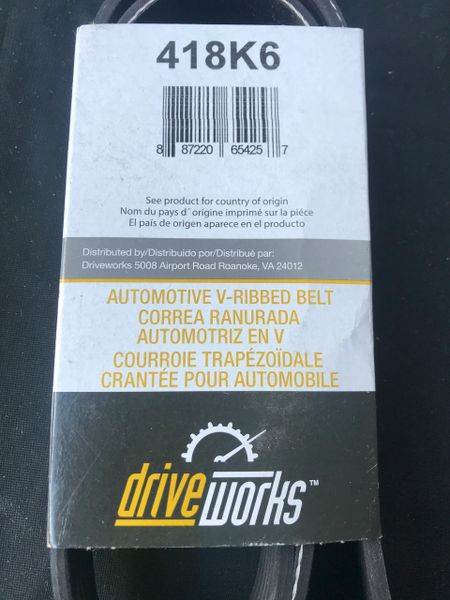 418K6
8 87220 65425 7
See product for country of origin
Nom du pays d´ origine imprimé sur la piéce
El país de origen aparece en el producto
Distributed by/Distribuido por/Distribué par:
Driveworks 5008 Airport Road Roanoke, VA 24012
AUTOMOTIVE V-RIBBED BELT
CORREA RANURADA
AUTOMOTRIZ EN V
COURROIE TRAPÉZOÏDALE
CRANTÉE POUR AUTOMOBILE
driveworks™